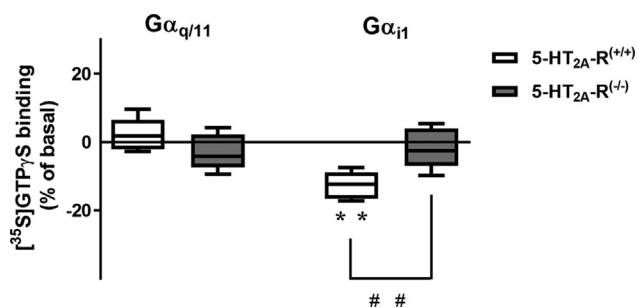 Gαq/11 Gαi1
5-HT2A-R(+/+)
5-HT2A-R(-/-)
[35S]GTPγS binding
(% of basal)
20
0
-20
* *
# #